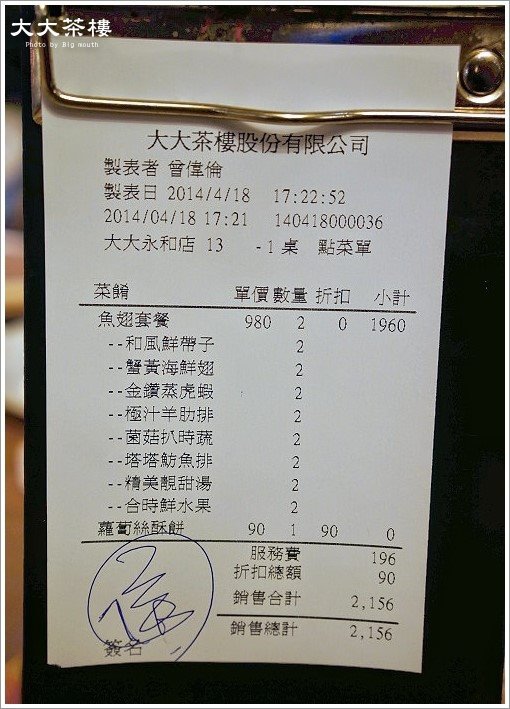 大大茶樓
Photo by Big mouth
大大茶樓股份有限公司
製表者 曾偉倫
製表日 2014/4/18 17:22:52
2014/04/18 17:21 140418000036
大大永和店 13 -1 桌 點菜單
菜餚 單價 數量 折扣 小計
魚翅套餐 980 2 0 1960
--和風鮮帶子 2
--蟹黃海鮮翅 2
--金鑽蒸虎蝦 2
--極汁羊肋排 2
--菌菇扒時蔬 2
--塔塔魴魚排 2
--精美靚甜湯 2
--合時鮮水果 2
蘿蔔絲酥餅 90 1 90 0
服務費 196
折扣總額 90
銷售合計 2,156
銷售總計 2,156
簽名